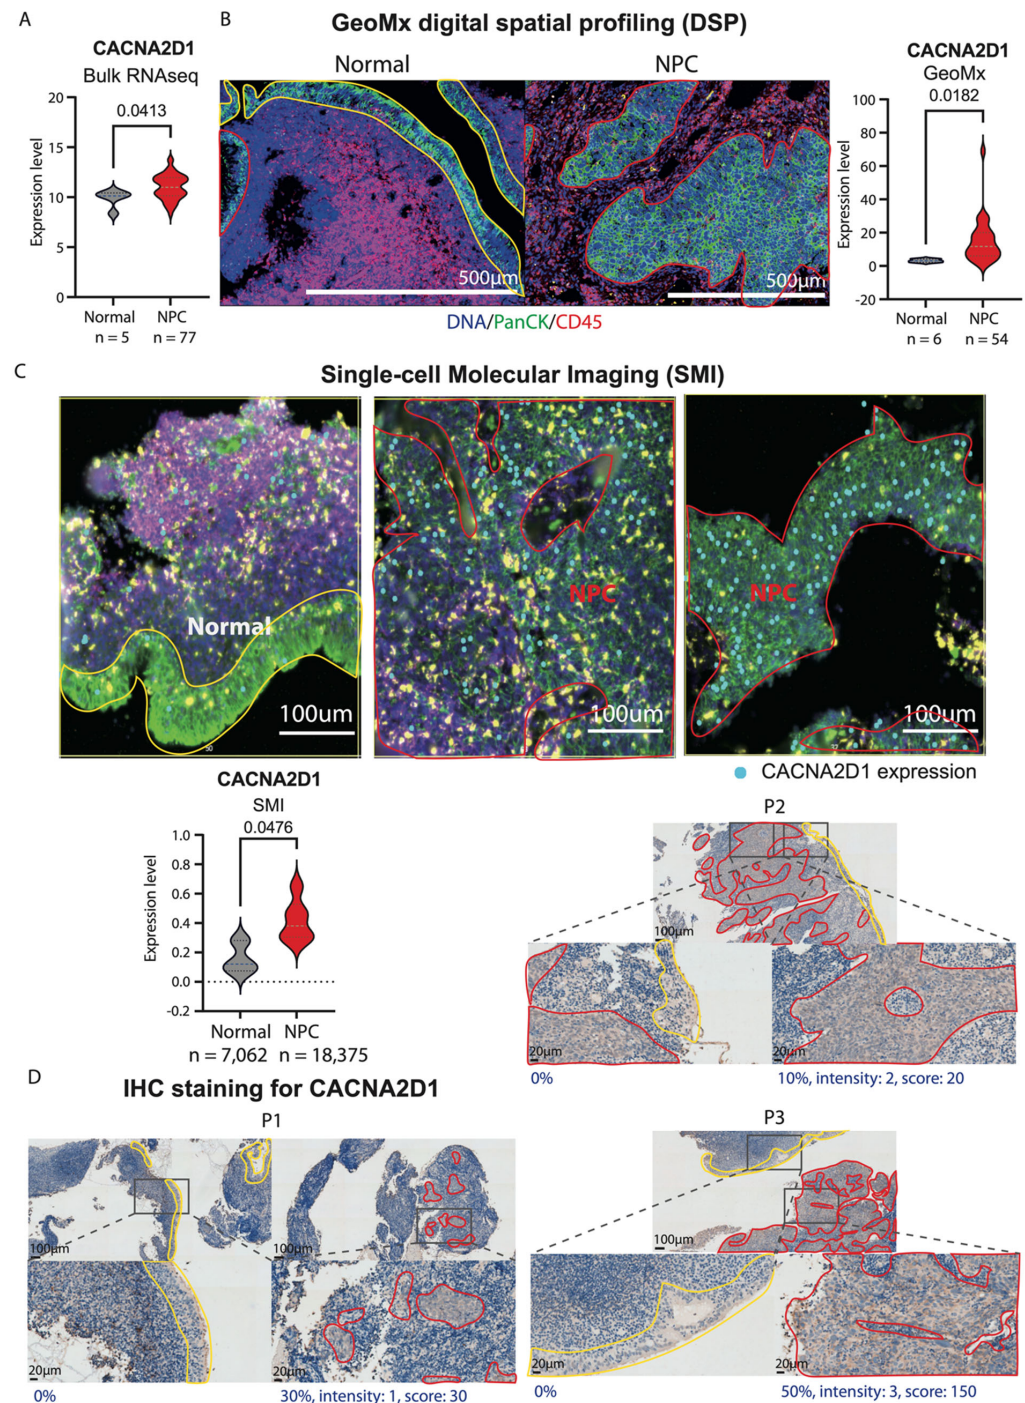 A
CACNA2D1
Bulk RNAseq
0.0413
20
15
10
5
0
Expression level
Normal
NPC
n = 5
n = 77
B
GeoMx digital spatial profiling (DSP)
Normal
NPC
500μm
500μm
DNA/PanCK/CD45
CACNA2D1
GeoMx
0.0182
100
80
60
40
20
0
-20
Expression level
Normal
NPC
n = 6
n = 54
C
Single-cell Molecular Imaging (SMI)
Normal
100um
NPC
100um
NPC
100um
CACNA2D1 expression
CACNA2D1
SMI
0.0476
1.0
0.8
0.6
0.4
0.2
0.0
-0.2
Expression level
Normal
NPC
n = 7,062
n = 18,375
P2
100μm
20μm
20μm
0%
10%, intensity: 2, score: 20
D
IHC staining for CACNA2D1
P1
100μm
100μm
20μm
20μm
0%
30%, intensity: 1, score: 30
P3
100μm
20μm
20μm
0%
50%, intensity: 3, score: 150